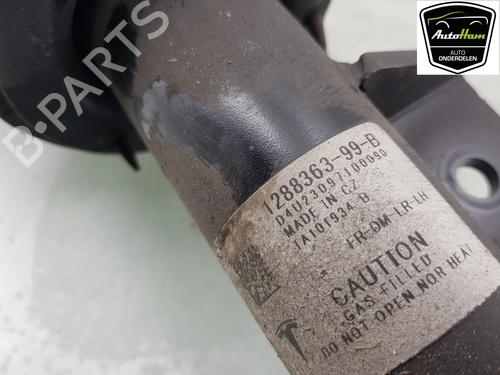 AutoHam
AUTO
ONDERDELEN
B-PARTS
1288363-99-B
D4U23097100090
MADE IN CZ
TA101934-B
FR-DM-LR-LH
CAUTION
GAS FILLED
DO NOT OPEN NOR HEAT